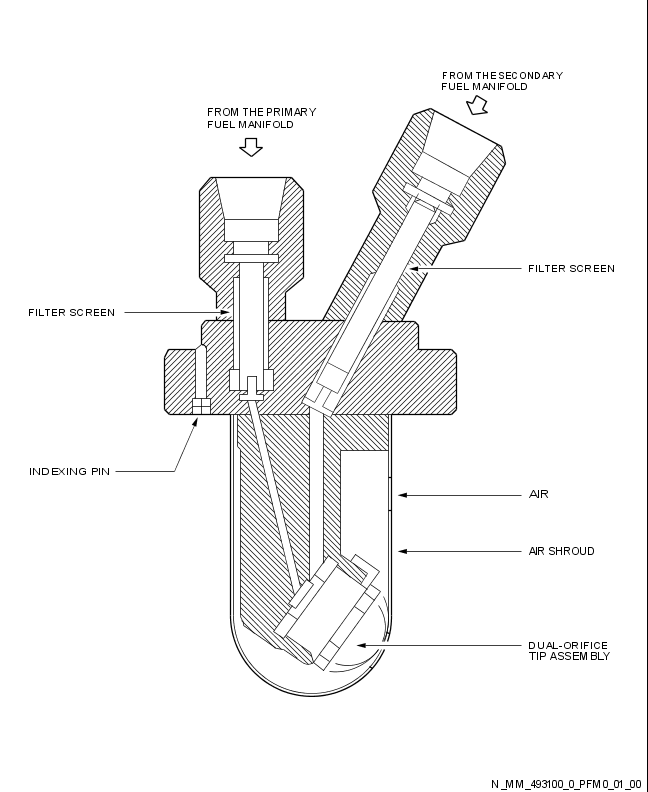 FROM THE SECONDARY
FUEL MANIFOLD
FROM THE PRIMARY
FUEL MANIFOLD
FILTER SCREEN
FILTER SCREEN
INDEXING PIN
AIR
AIR SHROUD
DUAL-ORIFICE
TIP ASSEMBLY
N_MM_493100_0_PFM0_01_00